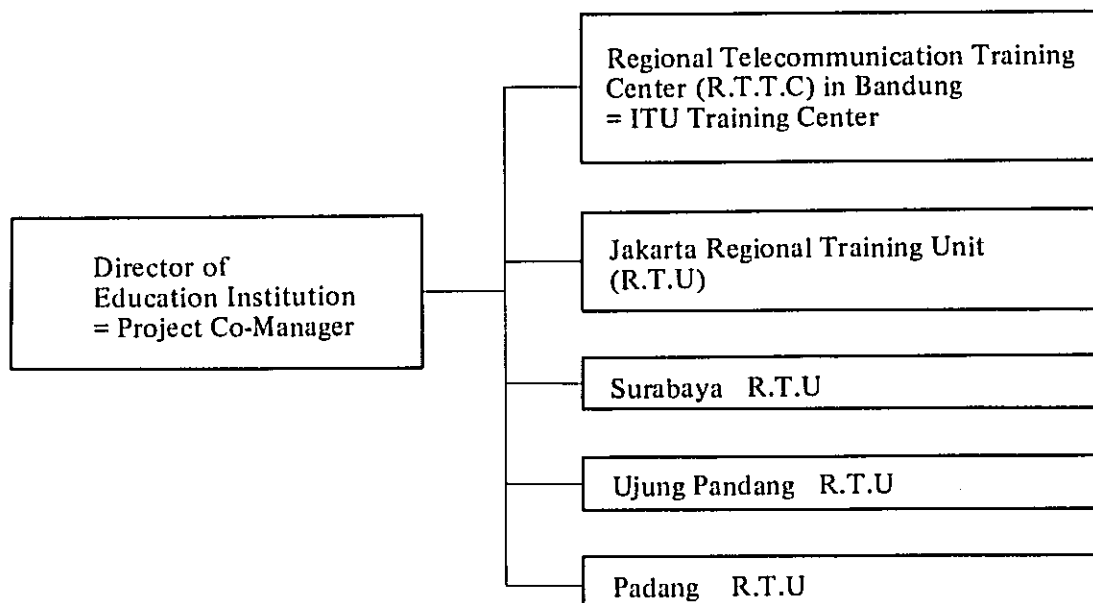 Regional Telecommunication Training
Center (R.T.T.C) in Bandung
= ITU Training Center
Director of
Education Institution
= Project Co-Manager
Jakarta Regional Training Unit
(R.T.U)
Surabaya R.T.U
Ujung Pandang R.T.U
Padang R.T.U